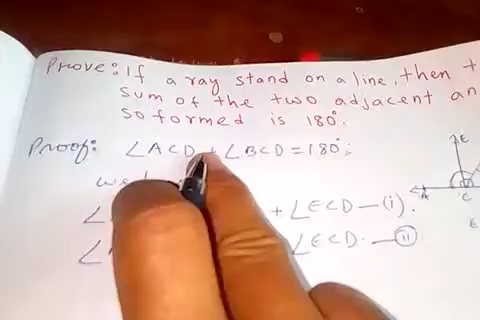 Prove: If a ray stand on a line, then
sum of the two adjacent an
so formed is 180°.
Proof: ∠ACD + ∠BCD = 180°;
we
∠ + ∠ECD — (i).
∠ ∠ECD. — (ii)
E
A
C